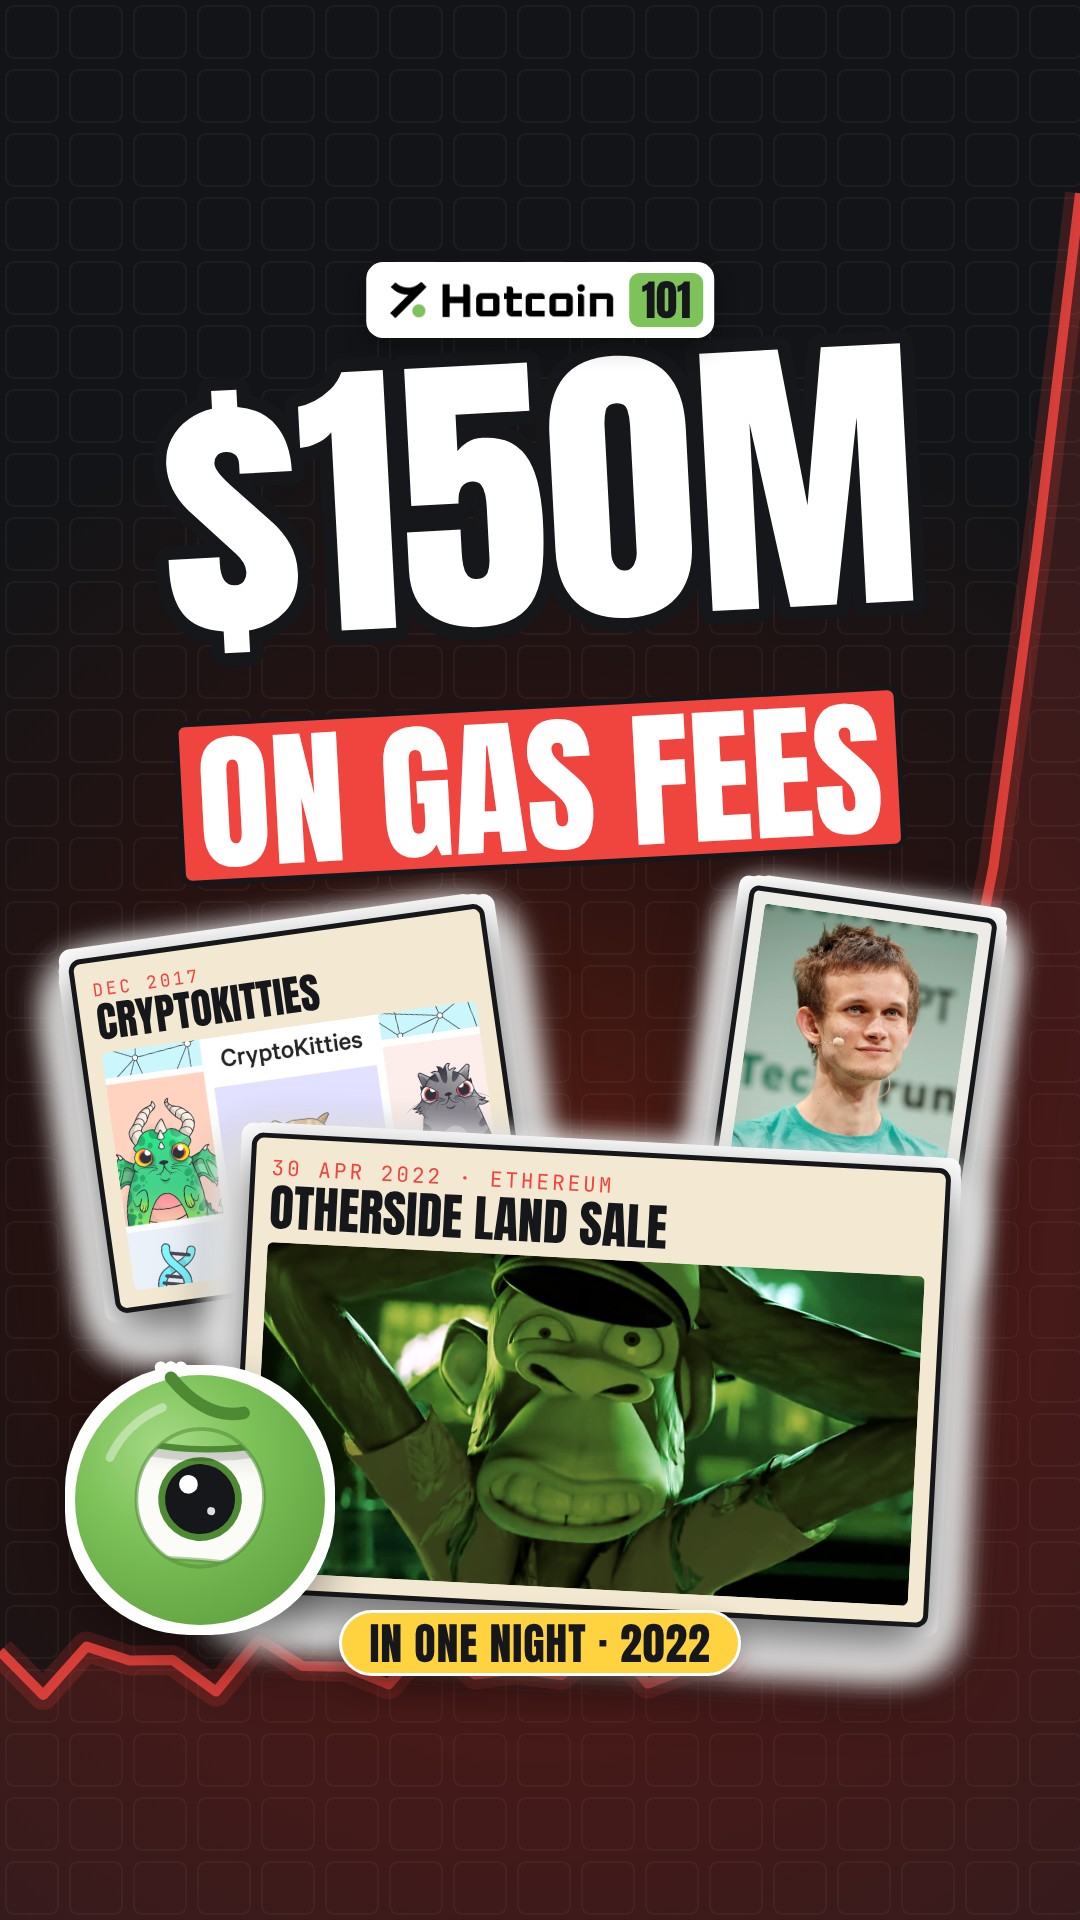 Hotcoin 101
$150M
ON GAS FEES
DEC 2017
CRYPTOKITTIES
CryptoKitties
30 APR 2022 · ETHEREUM
OTHERSIDE LAND SALE
IN ONE NIGHT · 2022